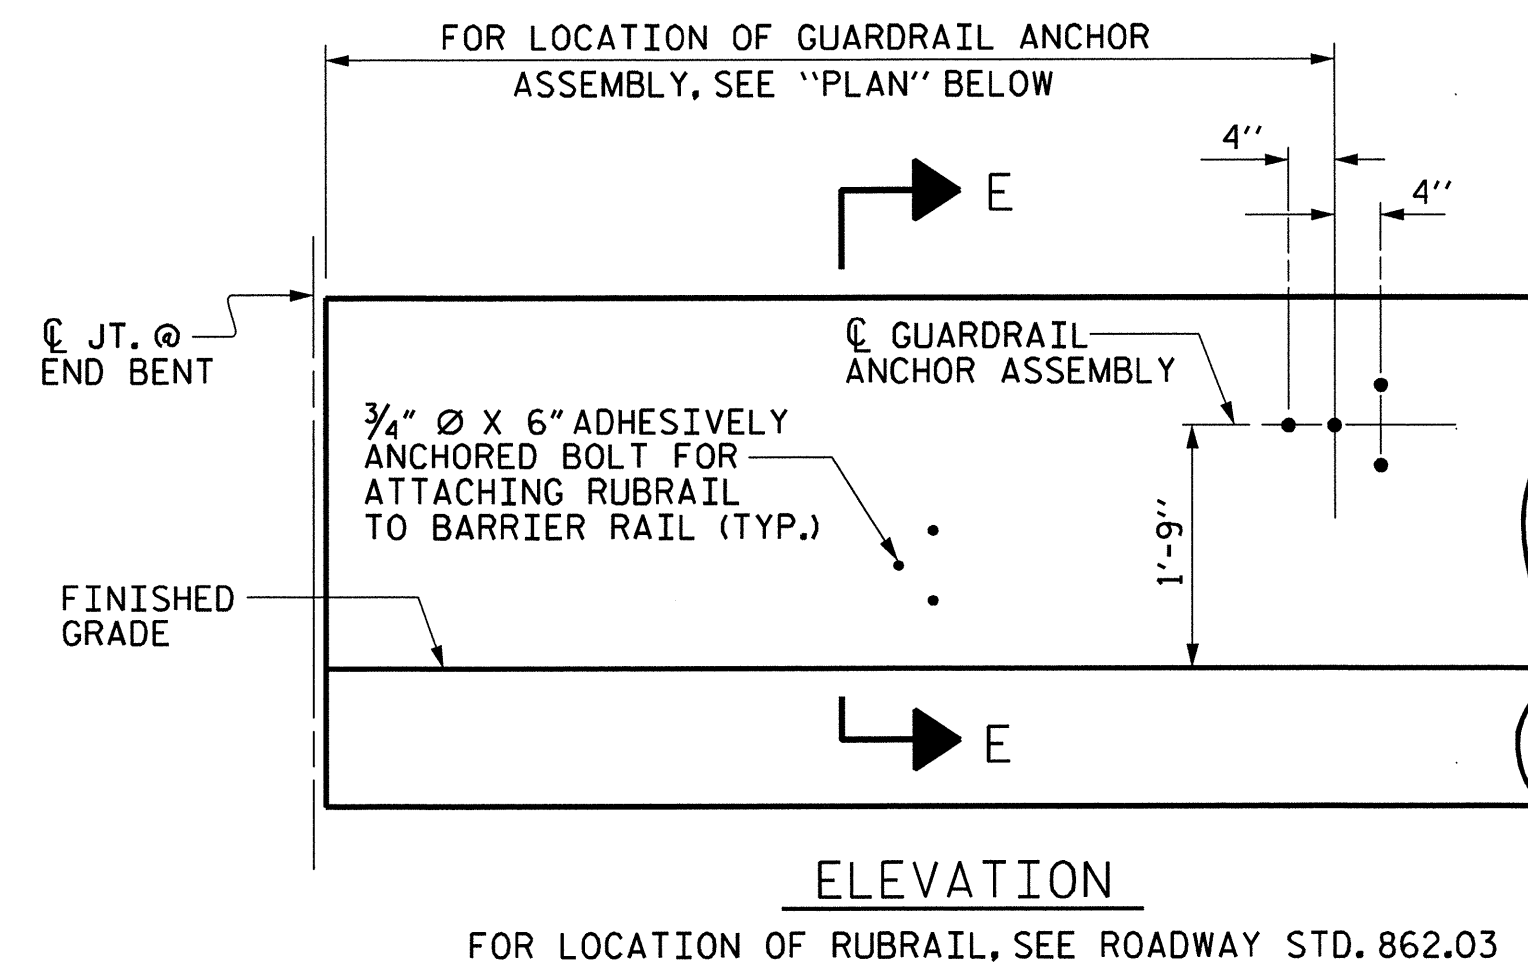 FOR LOCATION OF GUARDRAIL ANCHOR
ASSEMBLY, SEE "PLAN" BELOW
4"
4"
E
℄ JT. @
END BENT
℄ GUARDRAIL
ANCHOR ASSEMBLY
3/4" Ø X 6" ADHESIVELY
ANCHORED BOLT FOR
ATTACHING RUBRAIL
TO BARRIER RAIL (TYP.)
1'-9"
FINISHED
GRADE
E
ELEVATION
FOR LOCATION OF RUBRAIL, SEE ROADWAY STD. 862.03